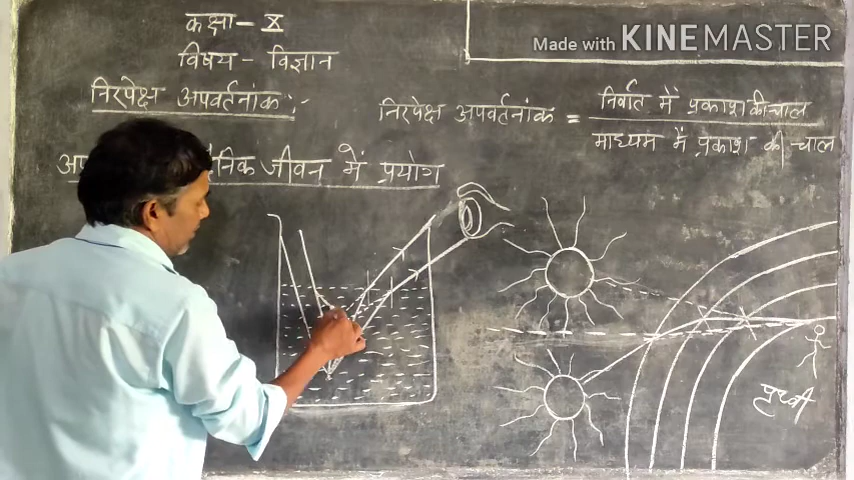 कक्षा - X
विषय - विज्ञान
Made with KINEMASTER
निरपेक्ष अपवर्तनांक :-
निरपेक्ष अपवर्तनांक = निर्वात में प्रकाश की चाल
माध्यम में प्रकाश की चाल
दैनिक जीवन में प्रयोग
पृथ्वी